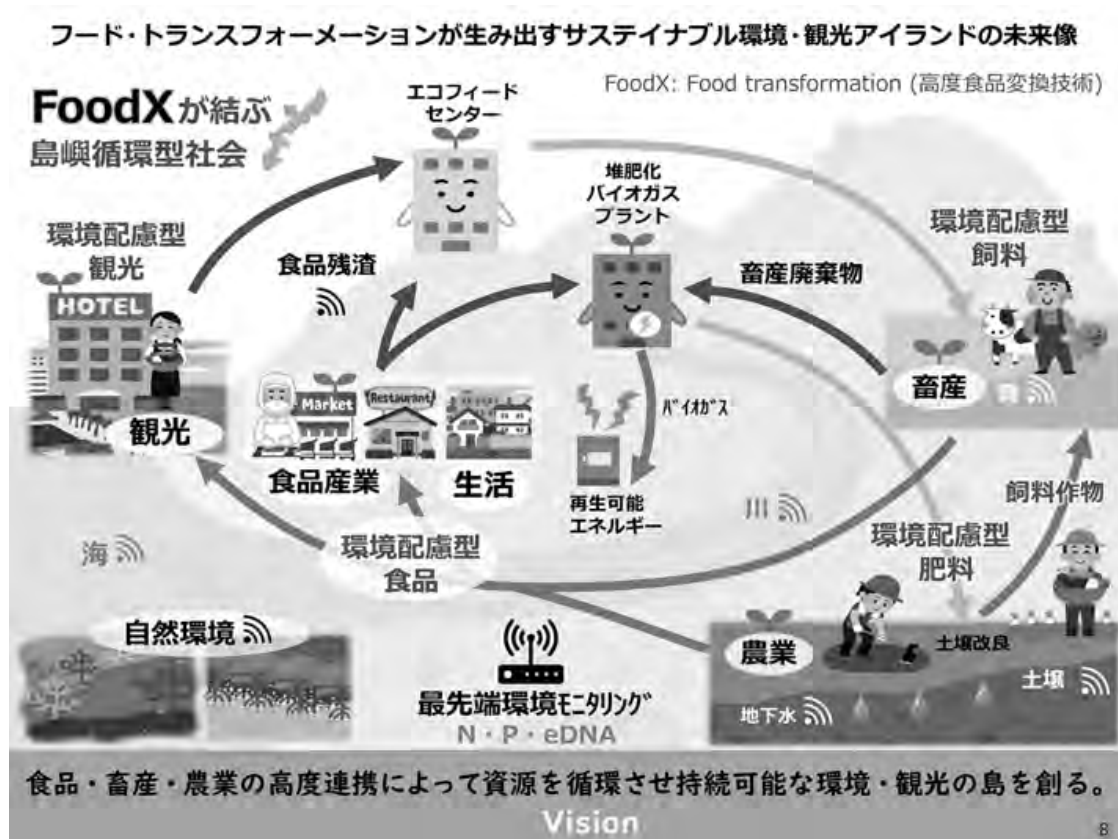 フード・トランスフォーメーションが生み出すサステイナブル環境・観光アイランドの未来像
FoodX: Food transformation (高度食品変換技術)
FoodXが結ぶ
島嶼循環型社会
エコフィード
センター
堆肥化
バイオガス
プラント
環境配慮型
観光
食品残渣
畜産廃棄物
環境配慮型
飼料
HOTEL
観光
Market
Restaurant
食品産業
生活
バイオガス
再生可能
エネルギー
畜産
川
飼料作物
海
環境配慮型
食品
環境配慮型
肥料
自然環境
農業
土壌改良
土壌
地下水
最先端環境モニタリング
N・P・eDNA
食品・畜産・農業の高度連携によって資源を循環させ持続可能な環境・観光の島を創る。
Vision
8